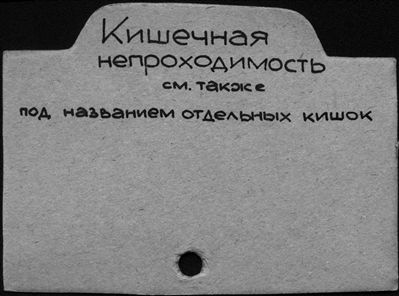 Кишечная
непроходимость
см. также
под названием отдельных кишок